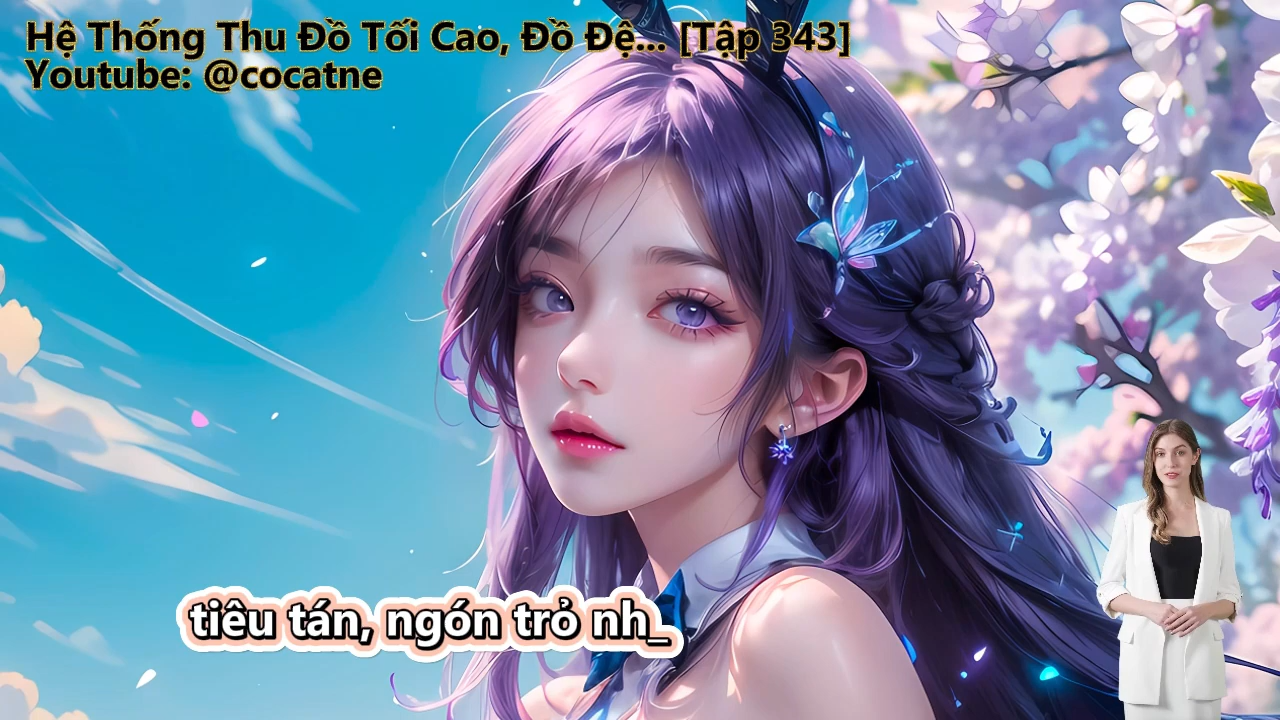 Hệ Thống Thu Đồ Tối Cao, Đồ Đệ... [Tập 343]
Youtube: @cocatne
tiêu tán, ngón trỏ nh_